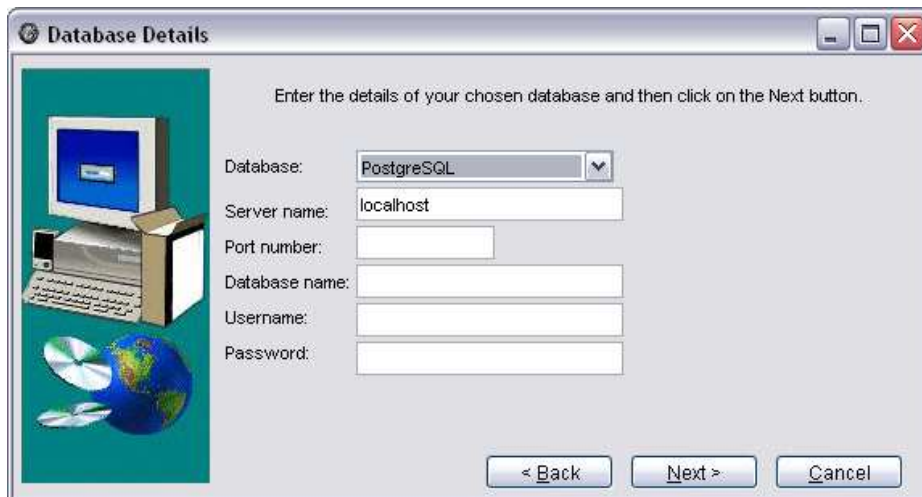 Database Details
Enter the details of your chosen database and then click on the Next button.
Database: PostgreSQL
Server name: localhost
Port number:
Database name:
Username:
Password:
< Back Next > Cancel